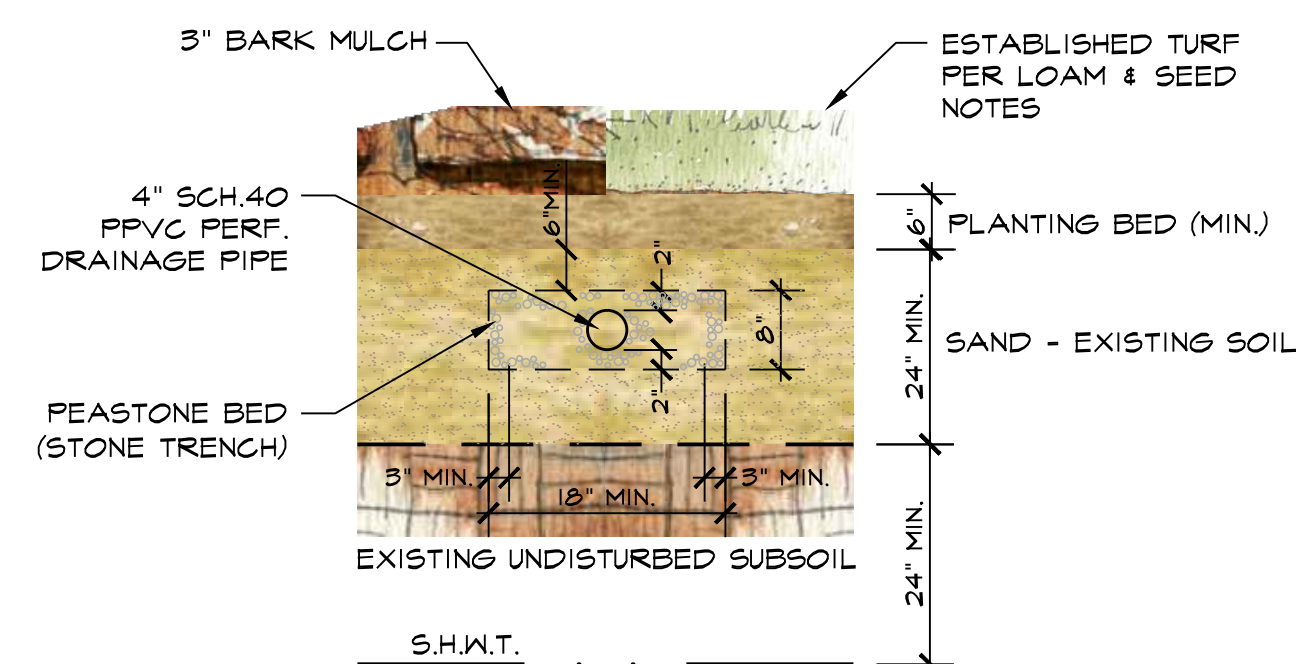 3" BARK MULCH
ESTABLISHED TURF
PER LOAM & SEED
NOTES
4" SCH.40
PPVC PERF.
DRAINAGE PIPE
6"MIN.
6"
PLANTING BED (MIN.)
2"
8"
2"
24" MIN.
SAND - EXISTING SOIL
PEASTONE BED
(STONE TRENCH)
3" MIN.
3" MIN.
18" MIN.
24" MIN.
EXISTING UNDISTURBED SUBSOIL
S.H.W.T.